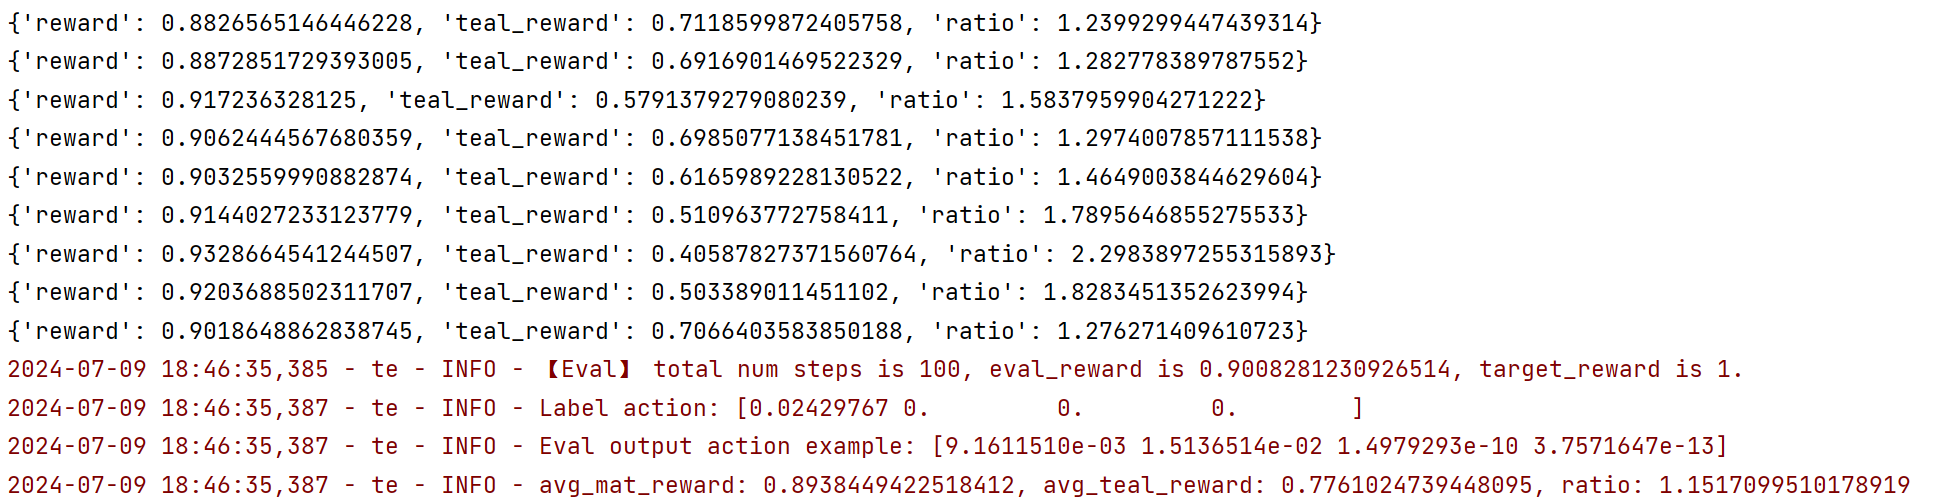 {'reward': 0.8826565146446228, 'teal_reward': 0.7118599872405758, 'ratio': 1.2399299447439314}
{'reward': 0.8872851729393005, 'teal_reward': 0.6916901469522329, 'ratio': 1.282778389787552}
{'reward': 0.917236328125, 'teal_reward': 0.5791379279080239, 'ratio': 1.5837959904271222}
{'reward': 0.9062444567680359, 'teal_reward': 0.6985077138451781, 'ratio': 1.2974007857111538}
{'reward': 0.9032559990882874, 'teal_reward': 0.6165989228130522, 'ratio': 1.4649003844629604}
{'reward': 0.9144027233123779, 'teal_reward': 0.510963772758411, 'ratio': 1.7895646855275533}
{'reward': 0.9328664541244507, 'teal_reward': 0.40587827371560764, 'ratio': 2.2983897255315893}
{'reward': 0.9203688502311707, 'teal_reward': 0.503389011451102, 'ratio': 1.8283451352623994}
{'reward': 0.9018648862838745, 'teal_reward': 0.7066403583850188, 'ratio': 1.276271409610723}
2024-07-09 18:46:35,385 - te - INFO - 【Eval】 total num steps is 100, eval_reward is 0.9008281230926514, target_reward is 1.
2024-07-09 18:46:35,387 - te - INFO - Label action: [0.02429767 0.         0.         0.        ]
2024-07-09 18:46:35,387 - te - INFO - Eval output action example: [9.1611510e-03 1.5136514e-02 1.4979293e-10 3.7571647e-13]
2024-07-09 18:46:35,387 - te - INFO - avg_mat_reward: 0.8938449422518412, avg_teal_reward: 0.7761024739448095, ratio: 1.1517099510178919